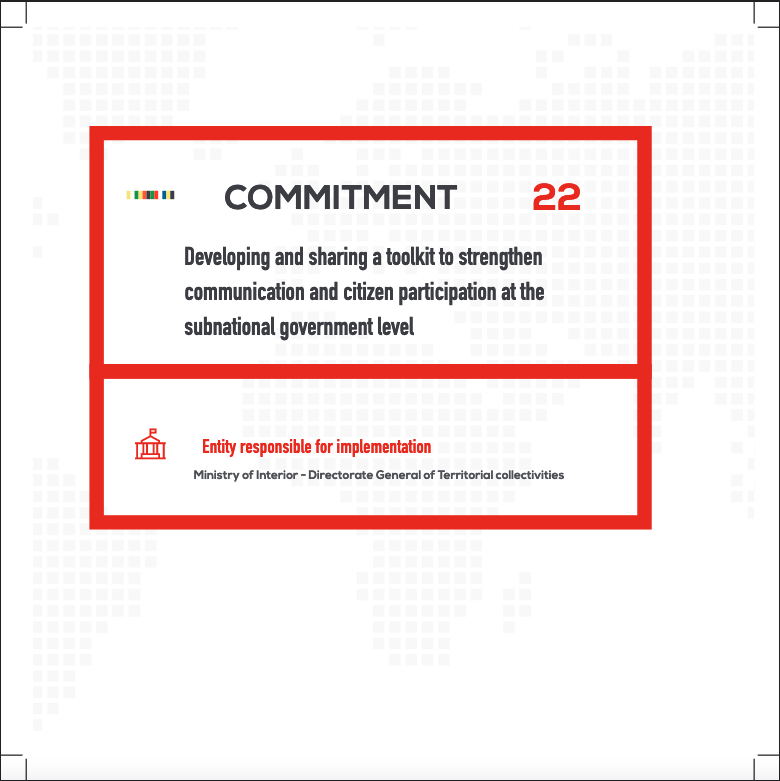 COMMITMENT 22
Developing and sharing a toolkit to strengthen
communication and citizen participation at the
subnational government level
Entity responsible for implementation
Ministry of Interior - Directorate General of Territorial collectivities